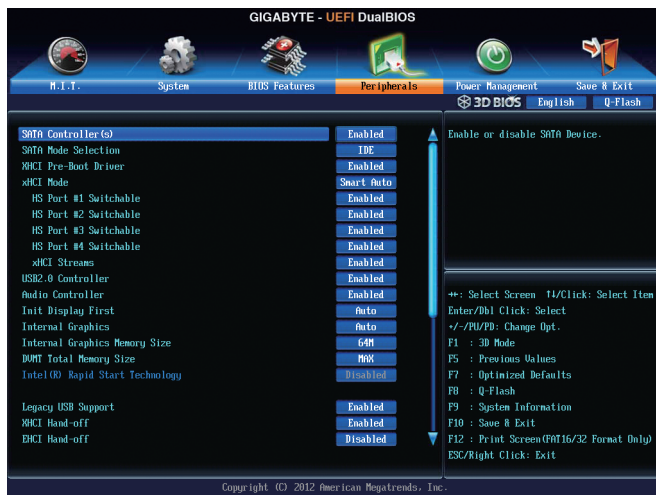 GIGABYTE - UEFI DualBIOS
M.I.T. System BIOS Features Peripherals Power Management Save & Exit
3D BIOS English Q-Flash
SATA Controller(s) Enabled
SATA Mode Selection IDE
XHCI Pre-Boot Driver Enabled
xHCI Mode Smart Auto
HS Port #1 Switchable Enabled
HS Port #2 Switchable Enabled
HS Port #3 Switchable Enabled
HS Port #4 Switchable Enabled
xHCI Streams Enabled
USB2.0 Controller Enabled
Audio Controller Enabled
Init Display First Auto
Internal Graphics Auto
Internal Graphics Memory Size 64M
DVMT Total Memory Size MAX
Intel(R) Rapid Start Technology Disabled
Legacy USB Support Enabled
XHCI Hand-off Enabled
EHCI Hand-off Disabled
Enable or disable SATA Device.
→←: Select Screen ↑↓/Click: Select Item
Enter/Dbl Click: Select
+/-/PU/PD: Change Opt.
F1 : 3D Mode
F5 : Previous Values
F7 : Optimized Defaults
F8 : Q-Flash
F9 : System Information
F10 : Save & Exit
F12 : Print Screen(FAT16/32 Format Only)
ESC/Right Click: Exit
Copyright (C) 2012 American Megatrends, Inc.